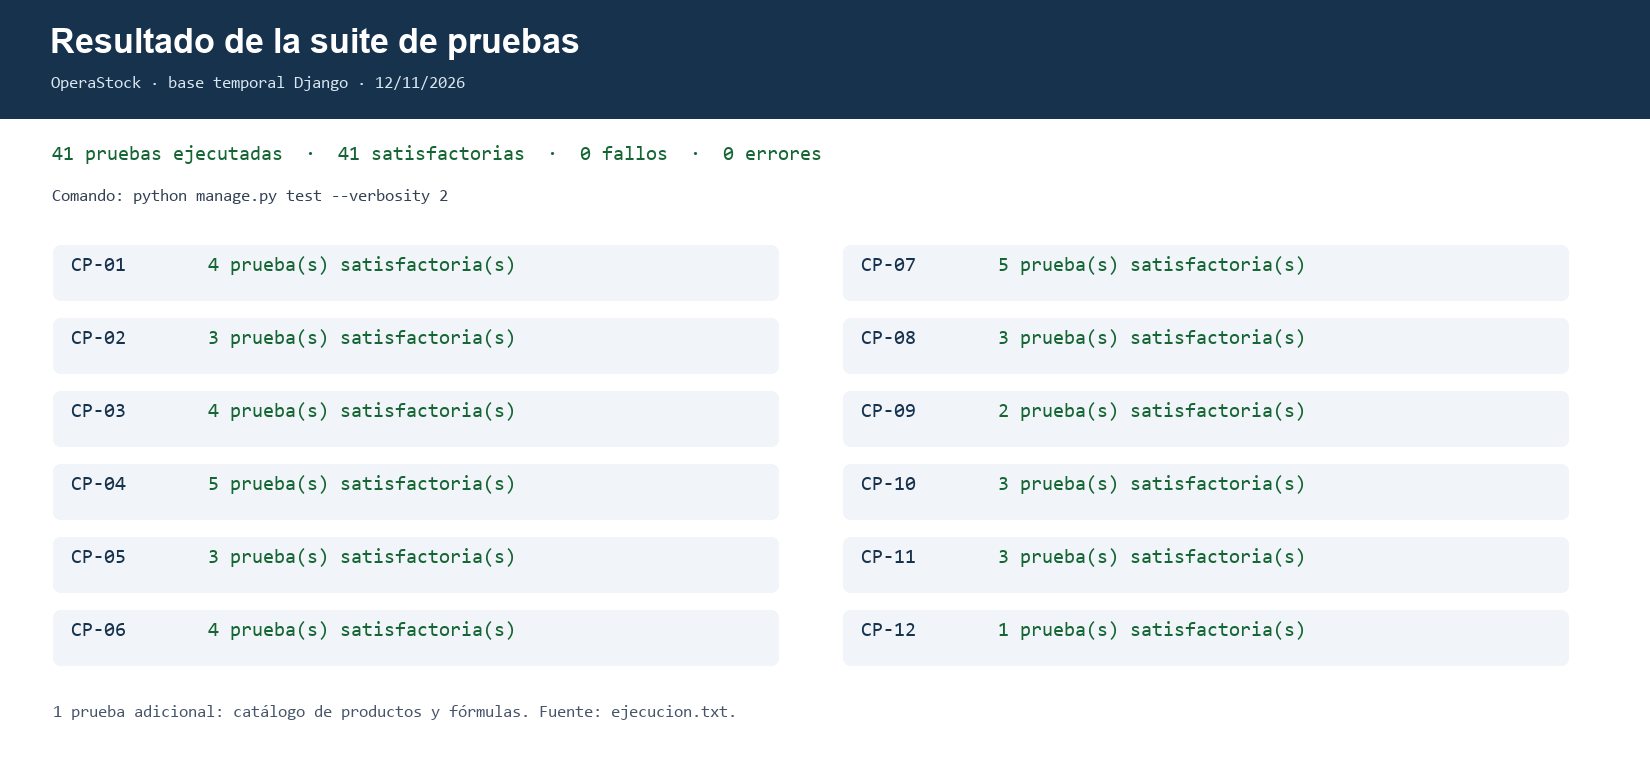 Resultado de la suite de pruebas
OperaStock · base temporal Django · 12/11/2026
41 pruebas ejecutadas · 41 satisfactorias · 0 fallos · 0 errores
Comando: python manage.py test --verbosity 2
CP-01 4 prueba(s) satisfactoria(s)
CP-02 3 prueba(s) satisfactoria(s)
CP-03 4 prueba(s) satisfactoria(s)
CP-04 5 prueba(s) satisfactoria(s)
CP-05 3 prueba(s) satisfactoria(s)
CP-06 4 prueba(s) satisfactoria(s)
CP-07 5 prueba(s) satisfactoria(s)
CP-08 3 prueba(s) satisfactoria(s)
CP-09 2 prueba(s) satisfactoria(s)
CP-10 3 prueba(s) satisfactoria(s)
CP-11 3 prueba(s) satisfactoria(s)
CP-12 1 prueba(s) satisfactoria(s)
1 prueba adicional: catálogo de productos y fórmulas. Fuente: ejecucion.txt.